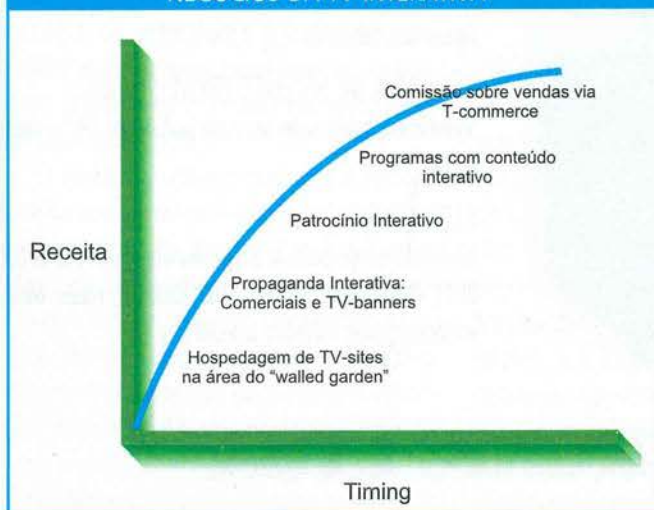 Comissão sobre vendas via
T-commerce
Programas com conteúdo
interativo
Patrocínio Interativo
Receita
Propaganda Interativa:
Comerciais e TV-banners
Hospedagem de TV-sites
na área do “walled garden”
Timing